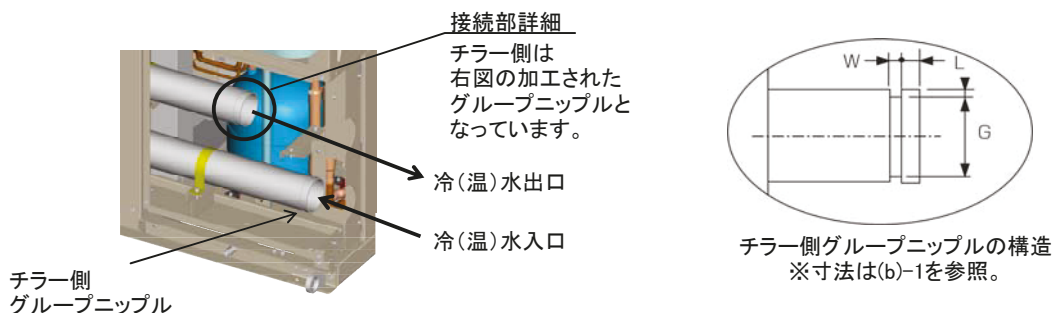 接続部詳細
チラー側は
右図の加工された
グループニップルと
なっています。
冷(温)水出口
冷(温)水入口
チラー側
グループニップル
W
L
G
チラー側グループニップルの構造
※寸法は(b)-1を参照。